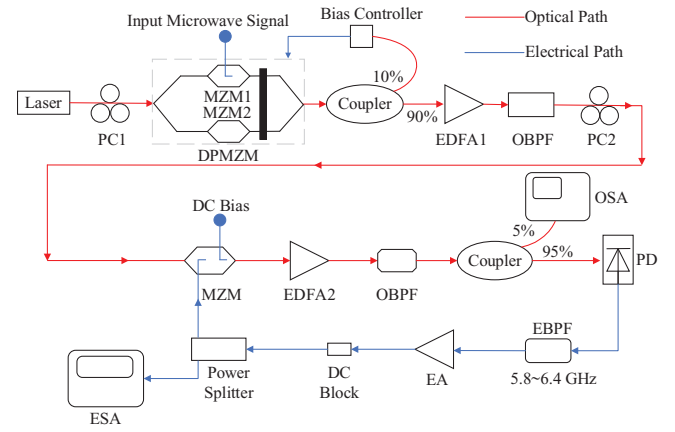 Input Microwave Signal
Bias Controller
Optical Path
Electrical Path
Laser
PC1
MZM1
MZM2
DPMZM
10%
Coupler
90%
EDFA1
OBPF
PC2
DC Bias
MZM
EDFA2
OBPF
Coupler
5%
95%
OSA
PD
EBPF
5.8~6.4 GHz
EA
DC
Block
Power
Splitter
ESA